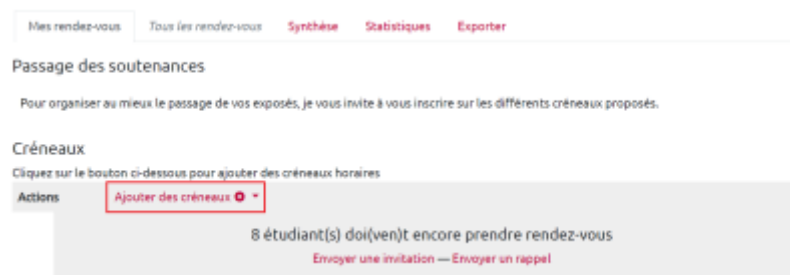 Mes rendez-vous Tous les rendez-vous Synthèse Statistiques Exporter
Passage des soutenances
Pour organiser au mieux le passage de vos exposés, je vous invite à vous inscrire sur les différents créneaux proposés.
Créneaux
Cliquez sur le bouton ci-dessous pour ajouter des créneaux horaires
Actions Ajouter des créneaux
8 étudiant(s) doi(ven)t encore prendre rendez-vous
Envoyer une invitation — Envoyer un rappel